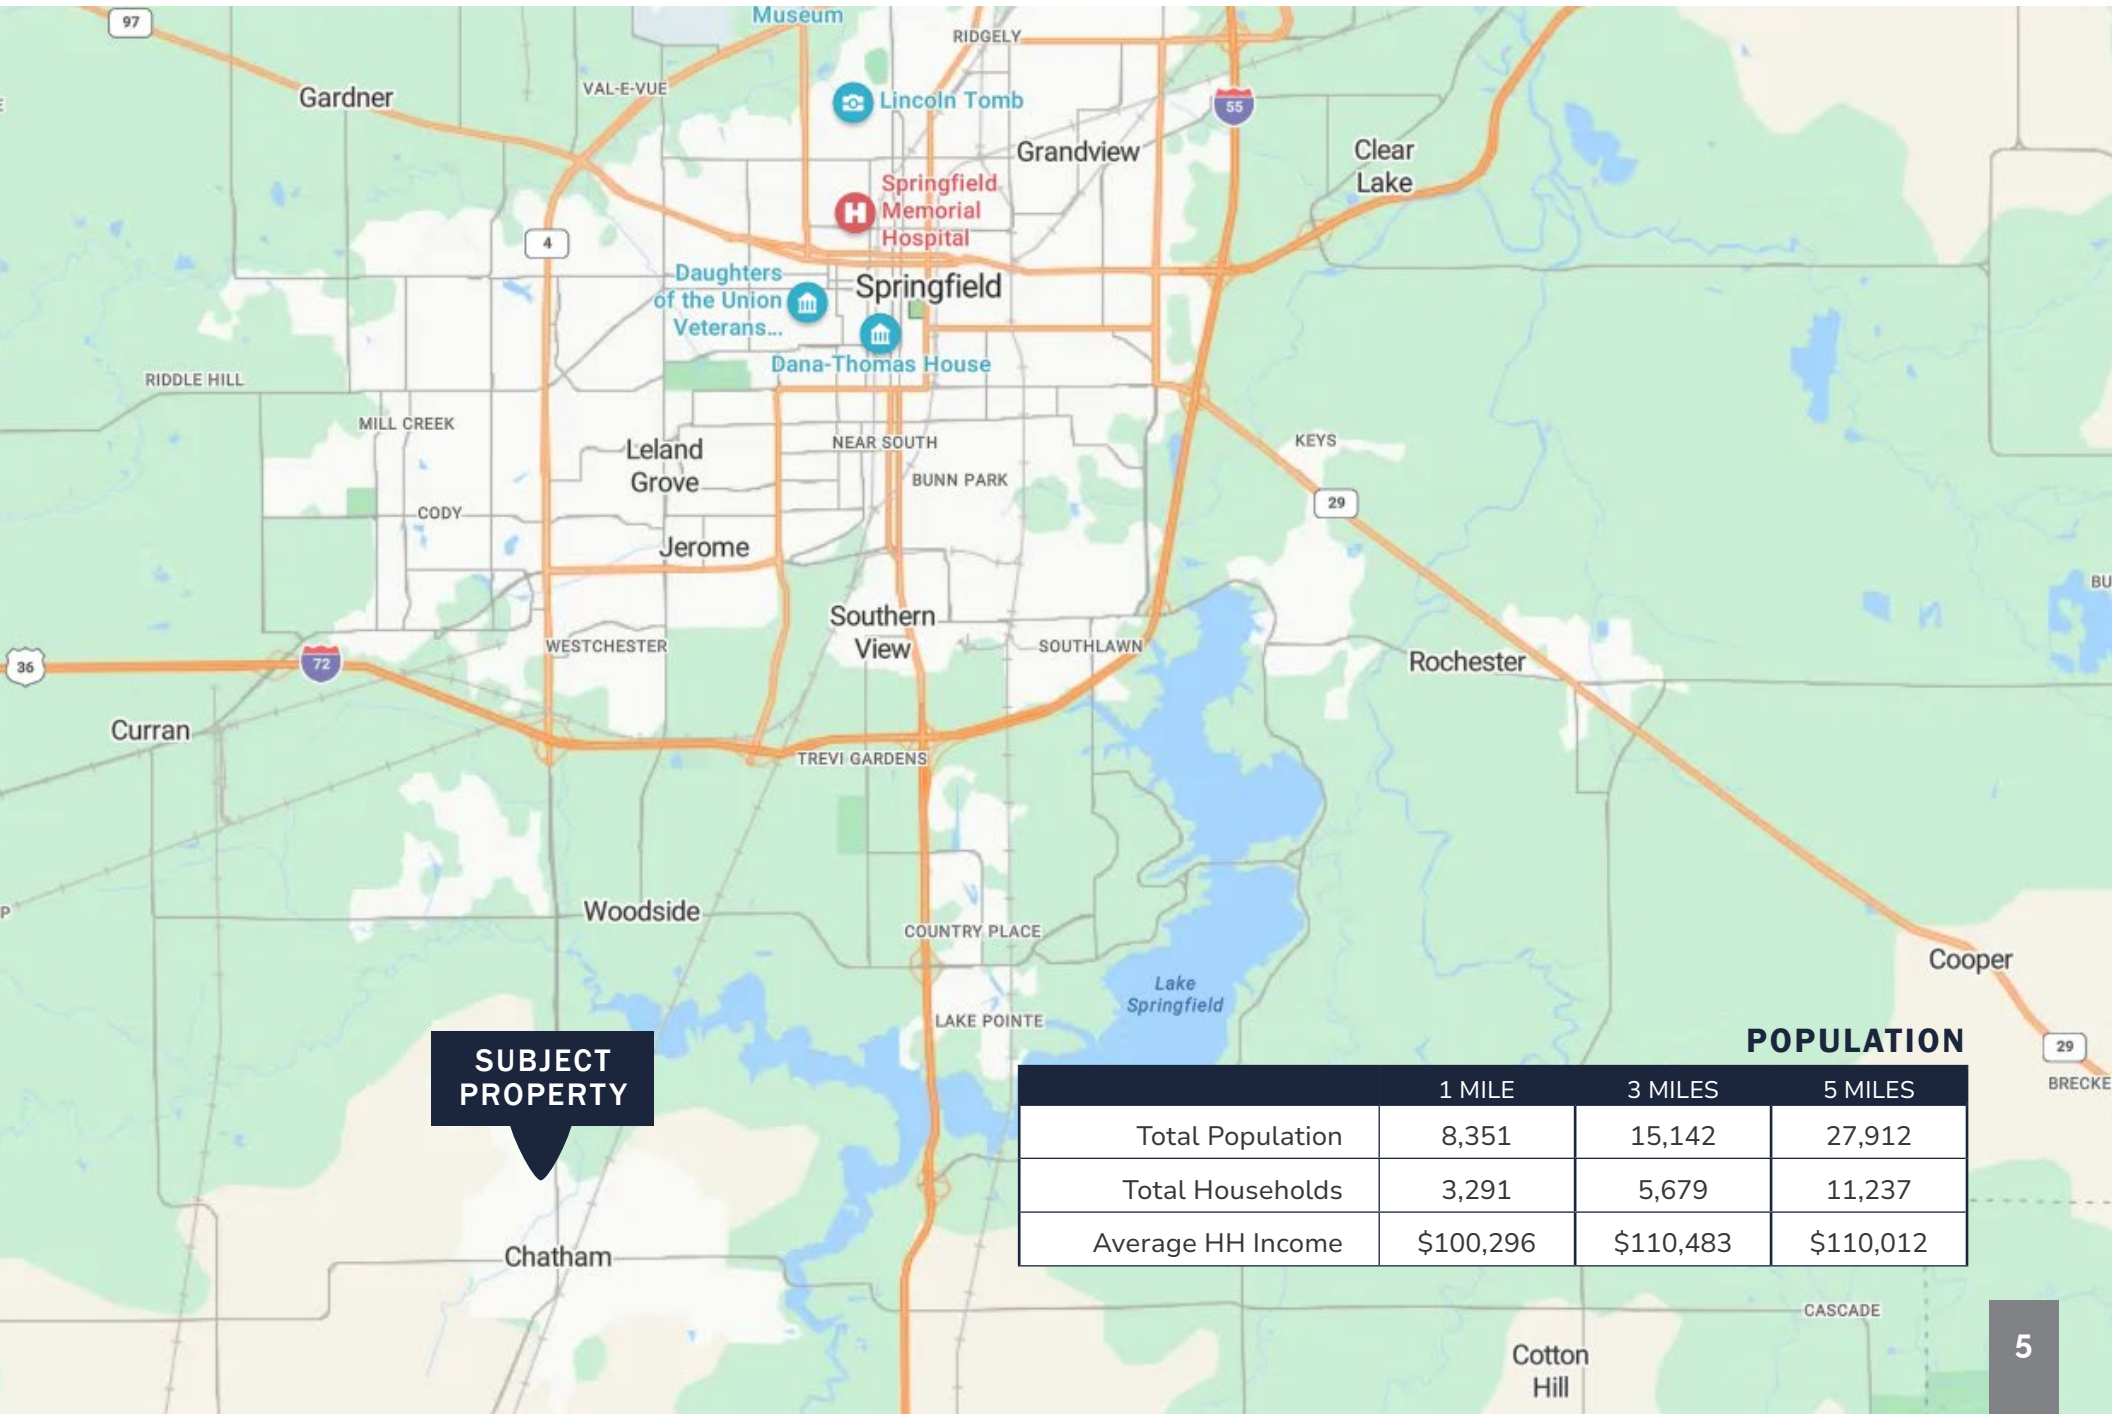 97
Museum
RIDGELY
Gardner
VAL-E-VUE
Lincoln Tomb
55
Grandview
Clear
Lake
Springfield
Memorial
Hospital
4
Daughters
of the Union
Veterans...
Springfield
Dana-Thomas House
RIDDLE HILL
MILL CREEK
Leland
Grove
NEAR SOUTH
KEYS
BUNN PARK
29
CODY
Jerome
BU
Southern
View
WESTCHESTER
SOUTHLAWN
Rochester
36
72
Curran
TREVI GARDENS
P
Woodside
COUNTRY PLACE
Cooper
Lake
Springfield
LAKE POINTE
29
BRECKE
SUBJECT
PROPERTY
POPULATION
1 MILE 3 MILES 5 MILES
Total Population 8,351 15,142 27,912
Total Households 3,291 5,679 11,237
Average HH Income $100,296 $110,483 $110,012
Chatham
CASCADE
Cotton
Hill
5